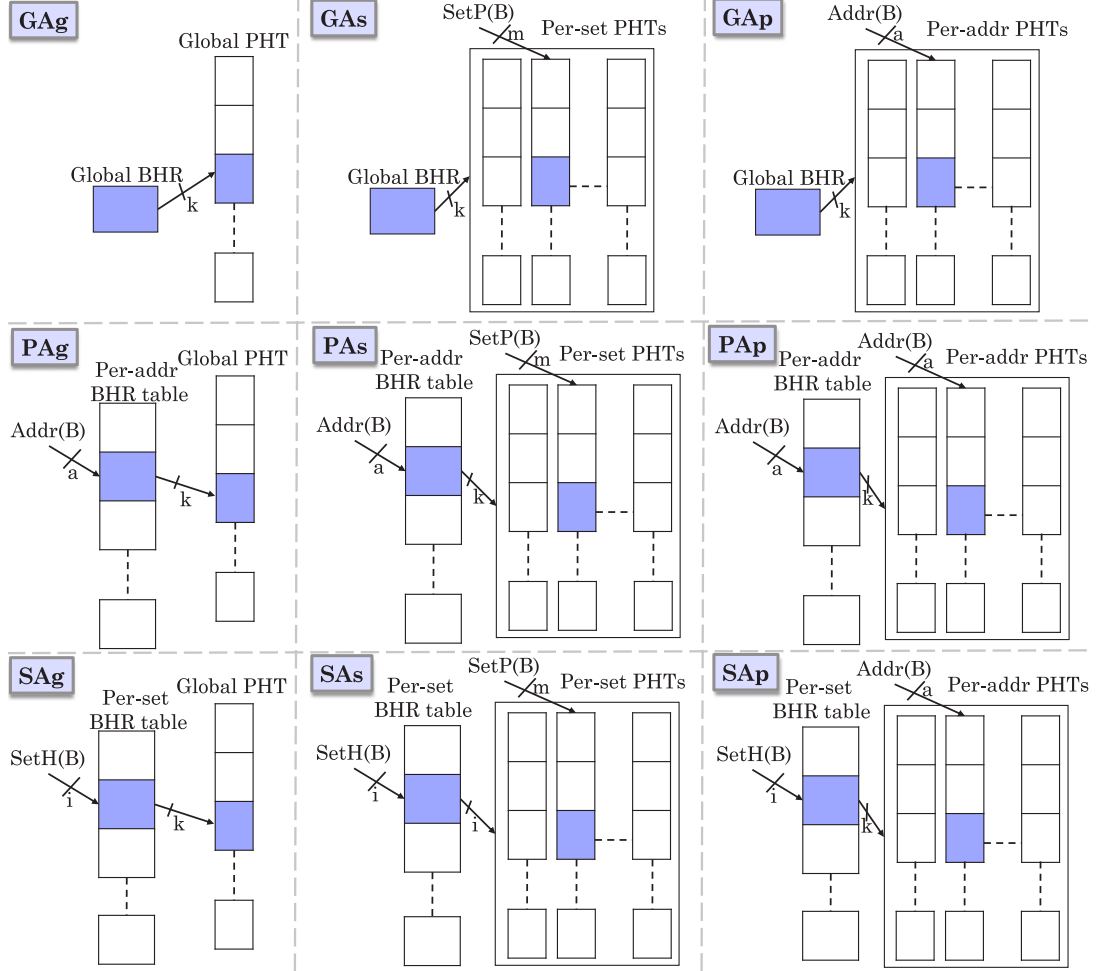 GAg
Global PHT
Global BHR
k
GAs
SetP(B)
m
Per-set PHTs
Global BHR
k
GAp
Addr(B)
a
Per-addr PHTs
Global BHR
k
PAg
Global PHT
Per-addr
BHR table
Addr(B)
a
k
PAs
SetP(B)
m
Per-set PHTs
Per-addr
BHR table
Addr(B)
a
k
PAp
Addr(B)
a
Per-addr PHTs
Per-addr
BHR table
Addr(B)
a
k
SAg
Global PHT
Per-set
BHR table
SetH(B)
i
k
SAs
SetP(B)
m
Per-set PHTs
Per-set
BHR table
SetH(B)
i
i
SAp
Addr(B)
a
Per-addr PHTs
Per-set
BHR table
SetH(B)
i
k